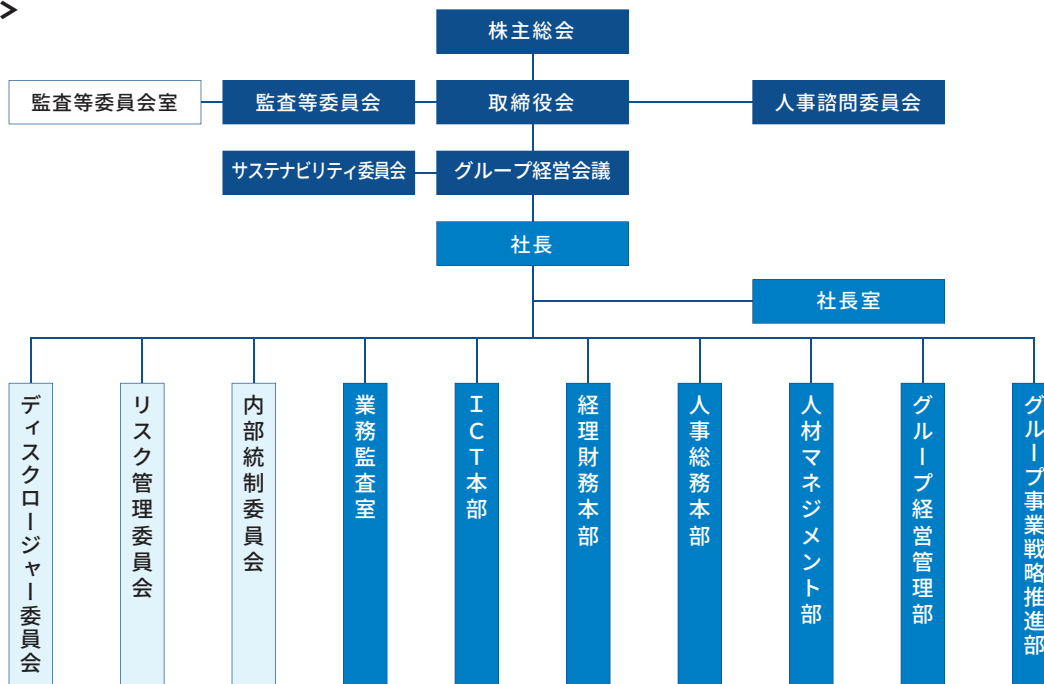 株主総会
監査等委員会室
監査等委員会
取締役会
人事諮問委員会
サステナビリティ委員会
グループ経営会議
社長
社長室
ディスクロージャー委員会
リスク管理委員会
内部統制委員会
業務監査室
ICT本部
経理財務本部
人事総務本部
人材マネジメント部
グループ経営管理部
グループ事業戦略推進部